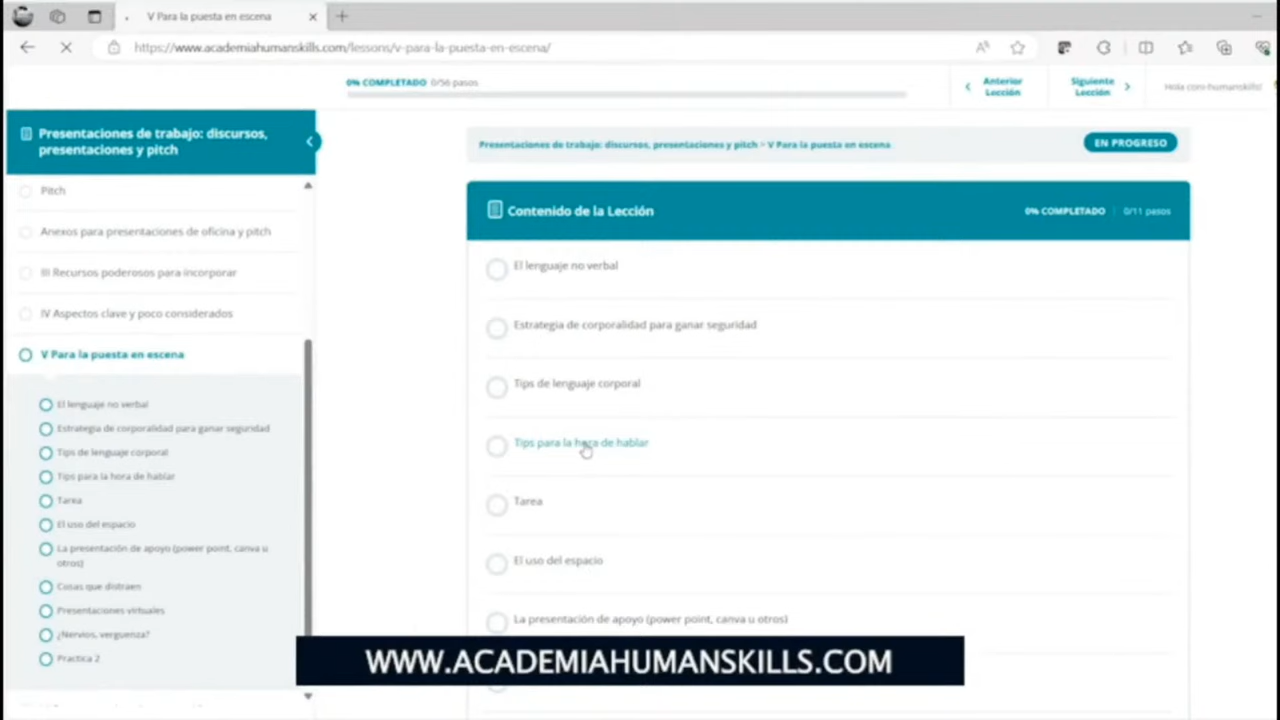 V Para la puesta en escena
https://www.academiahumanskills.com/lessons/v-para-la-puesta-en-escena/
0% COMPLETADO 0/56 pasos
Anterior
Lección
Siguiente
Lección
Presentaciones de trabajo: discursos,
presentaciones y pitch
Pitch
Anexos para presentaciones de oficina y pitch
III Recursos poderosos para incorporar
IV Aspectos clave y poco considerados
V Para la puesta en escena
El lenguaje no verbal
Estrategia de corporalidad para ganar seguridad
Tips de lenguaje corporal
Tips para la hora de hablar
Tarea
El uso del espacio
La presentación de apoyo (power point, canva u
otros)
Cosas que distraen
Presentaciones virtuales
¿Nervios, verguenza?
Practica 2
Presentaciones de trabajo: discursos, presentaciones y pitch > V Para la puesta en escena
EN PROGRESO
Contenido de la Lección
0% COMPLETADO 0/11 pasos
El lenguaje no verbal
Estrategia de corporalidad para ganar seguridad
Tips de lenguaje corporal
Tips para la hora de hablar
Tarea
El uso del espacio
La presentación de apoyo (power point, canva u otros)
WWW.ACADEMIAHUMANSKILLS.COM